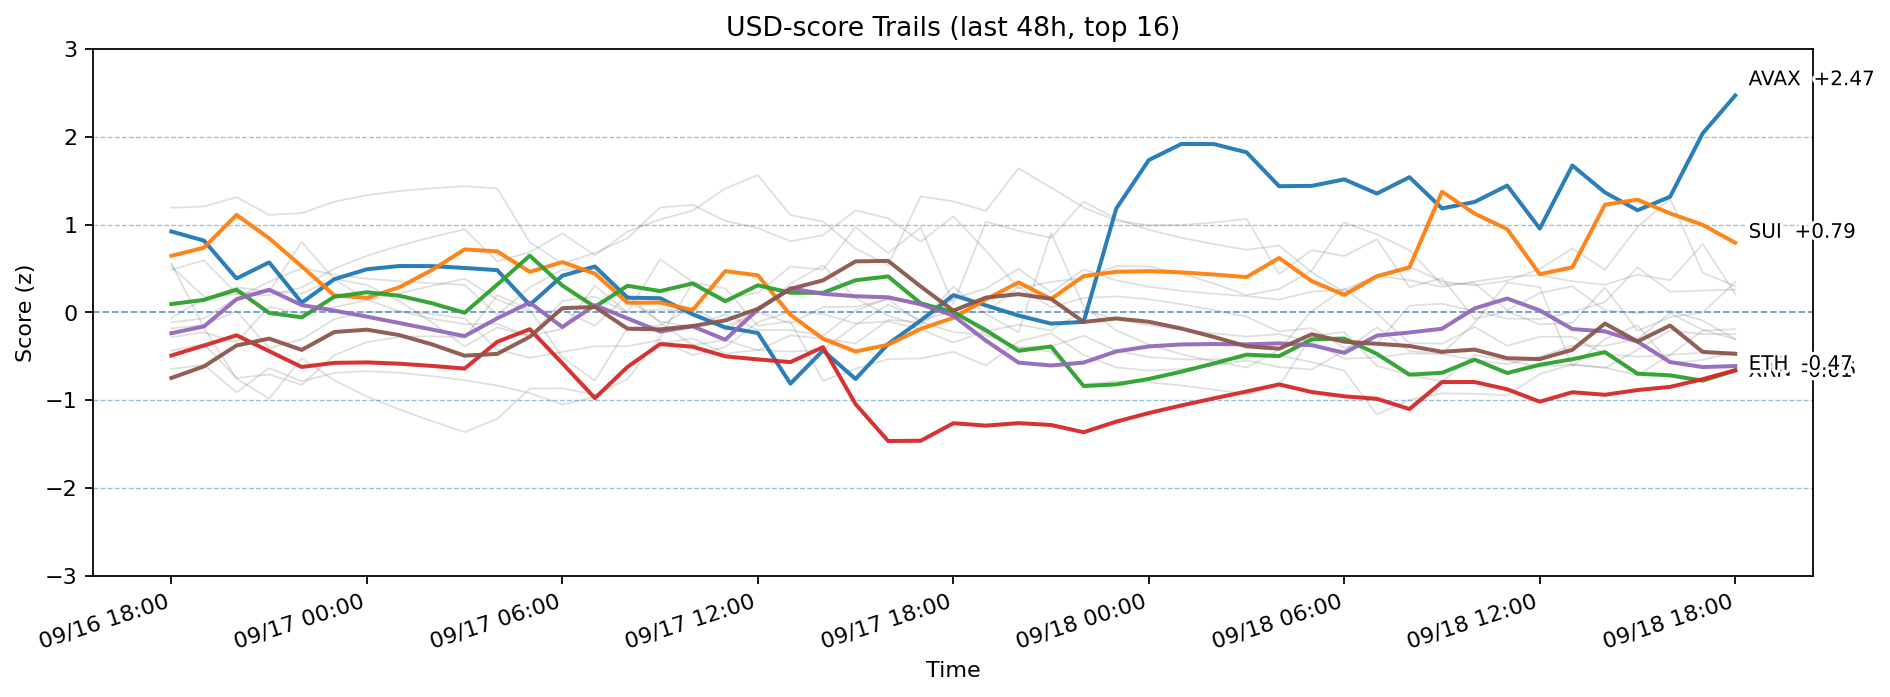 USD-score Trails (last 48h, top 16)
3
2
1
0
−1
−2
−3
Score (z)
AVAX +2.47
SUI +0.79
ETH -0.47
09/16 18:00
09/17 00:00
09/17 06:00
09/17 12:00
09/17 18:00
09/18 00:00
09/18 06:00
09/18 12:00
09/18 18:00
Time